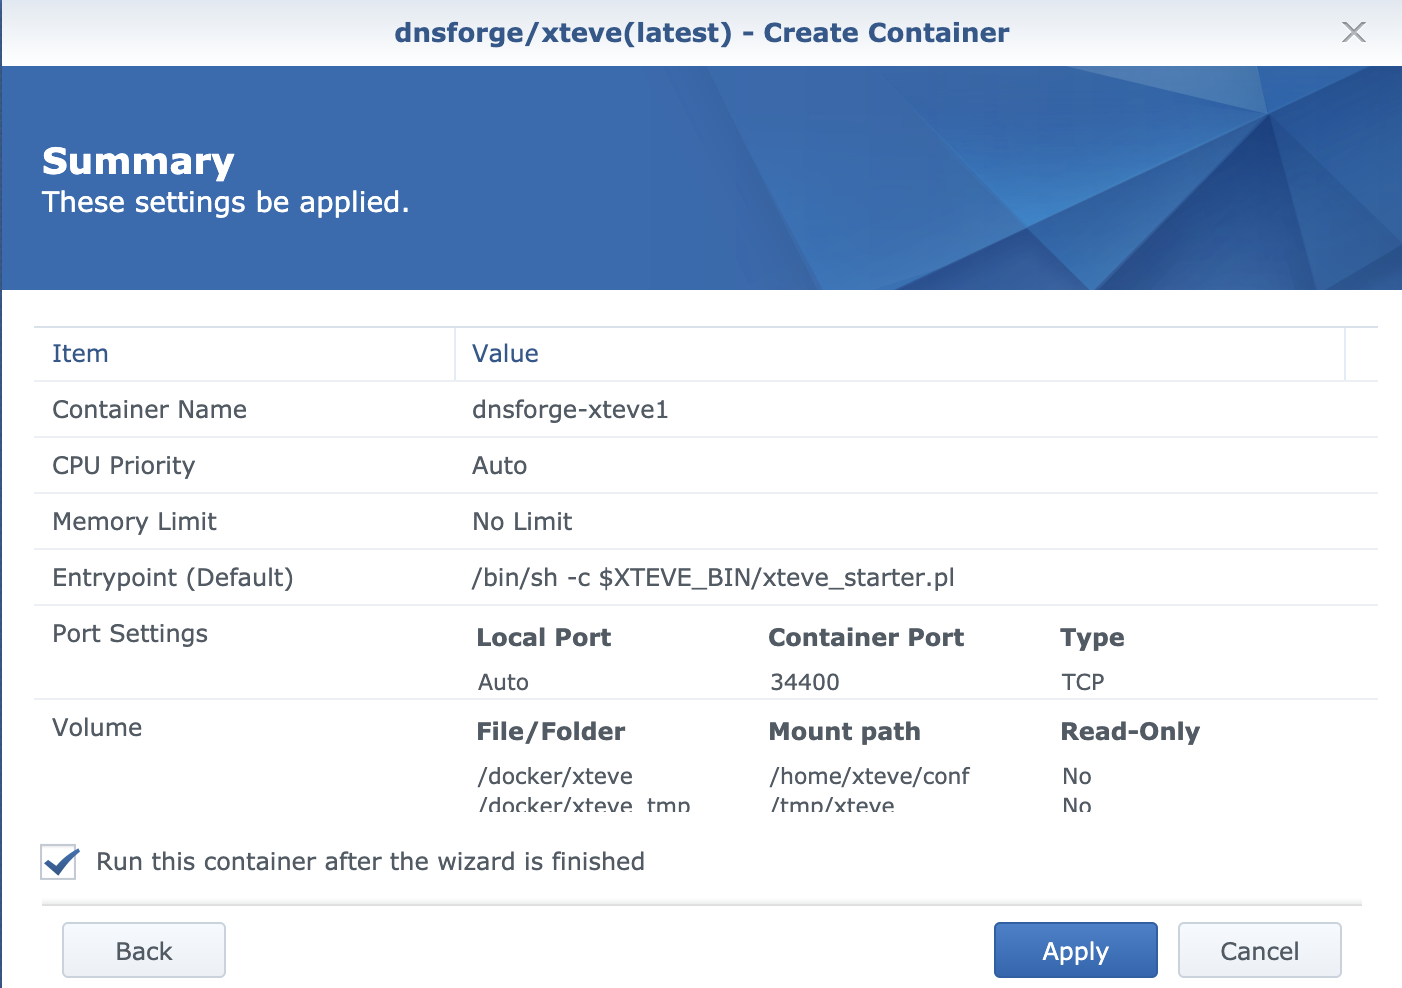 dnsforge/xteve(latest) - Create Container
Summary
These settings be applied.
Item Value
Container Name dnsforge-xteve1
CPU Priority Auto
Memory Limit No Limit
Entrypoint (Default) /bin/sh -c $XTEVE_BIN/xteve_starter.pl
Port Settings Local Port Container Port Type
Auto 34400 TCP
Volume File/Folder Mount path Read-Only
/docker/xteve /home/xteve/conf No
/docker/xteve_tmp /tmp/xteve No
Run this container after the wizard is finished
Back Apply Cancel